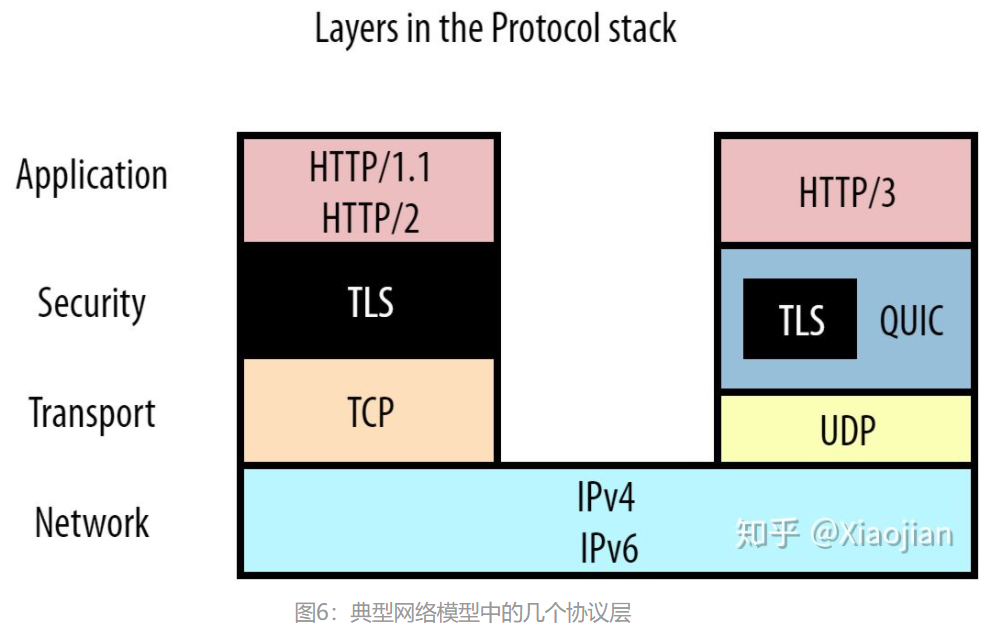 Layers in the Protocol stack
Application
HTTP/1.1
HTTP/2
HTTP/3
Security
TLS
TLS
QUIC
Transport
TCP
UDP
Network
IPv4
IPv6
知乎 @Xiaojian
图6：典型网络模型中的几个协议层